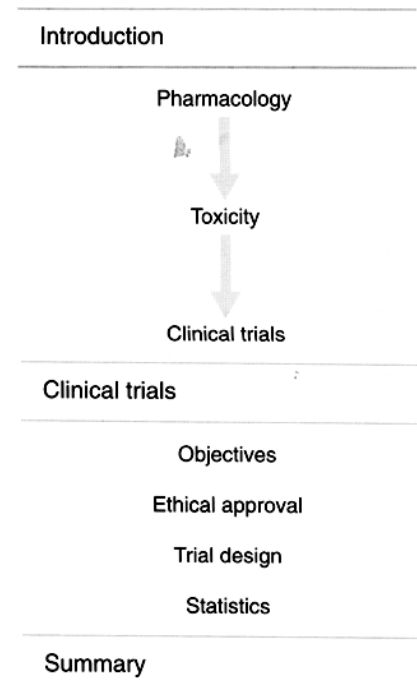 Introduction
Pharmacology
Toxicity
Clinical trials
Clinical trials
Objectives
Ethical approval
Trial design
Statistics
Summary